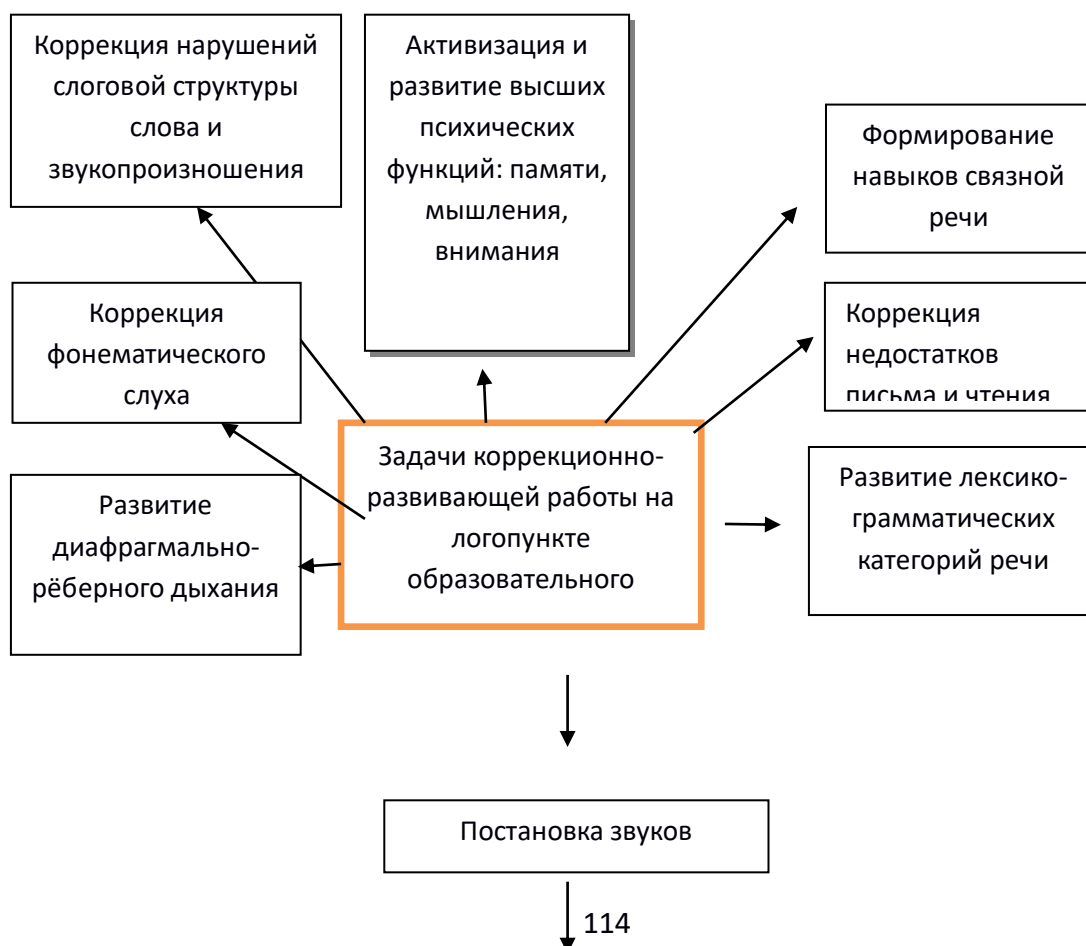 Коррекция нарушений
слоговой структуры
слова и
звукопроизношения
Активизация и
развитие высших
психических
функций: памяти,
мышления,
внимания
Формирование
навыков связной
речи
Коррекция
фонематического
слуха
Коррекция
недостатков
письма и чтения
Задачи коррекционно-
развивающей работы на
логопункте
образовательного
Развитие
диафрагмально-
рёберного дыхания
Развитие лексико-
грамматических
категорий речи
Постановка звуков
114